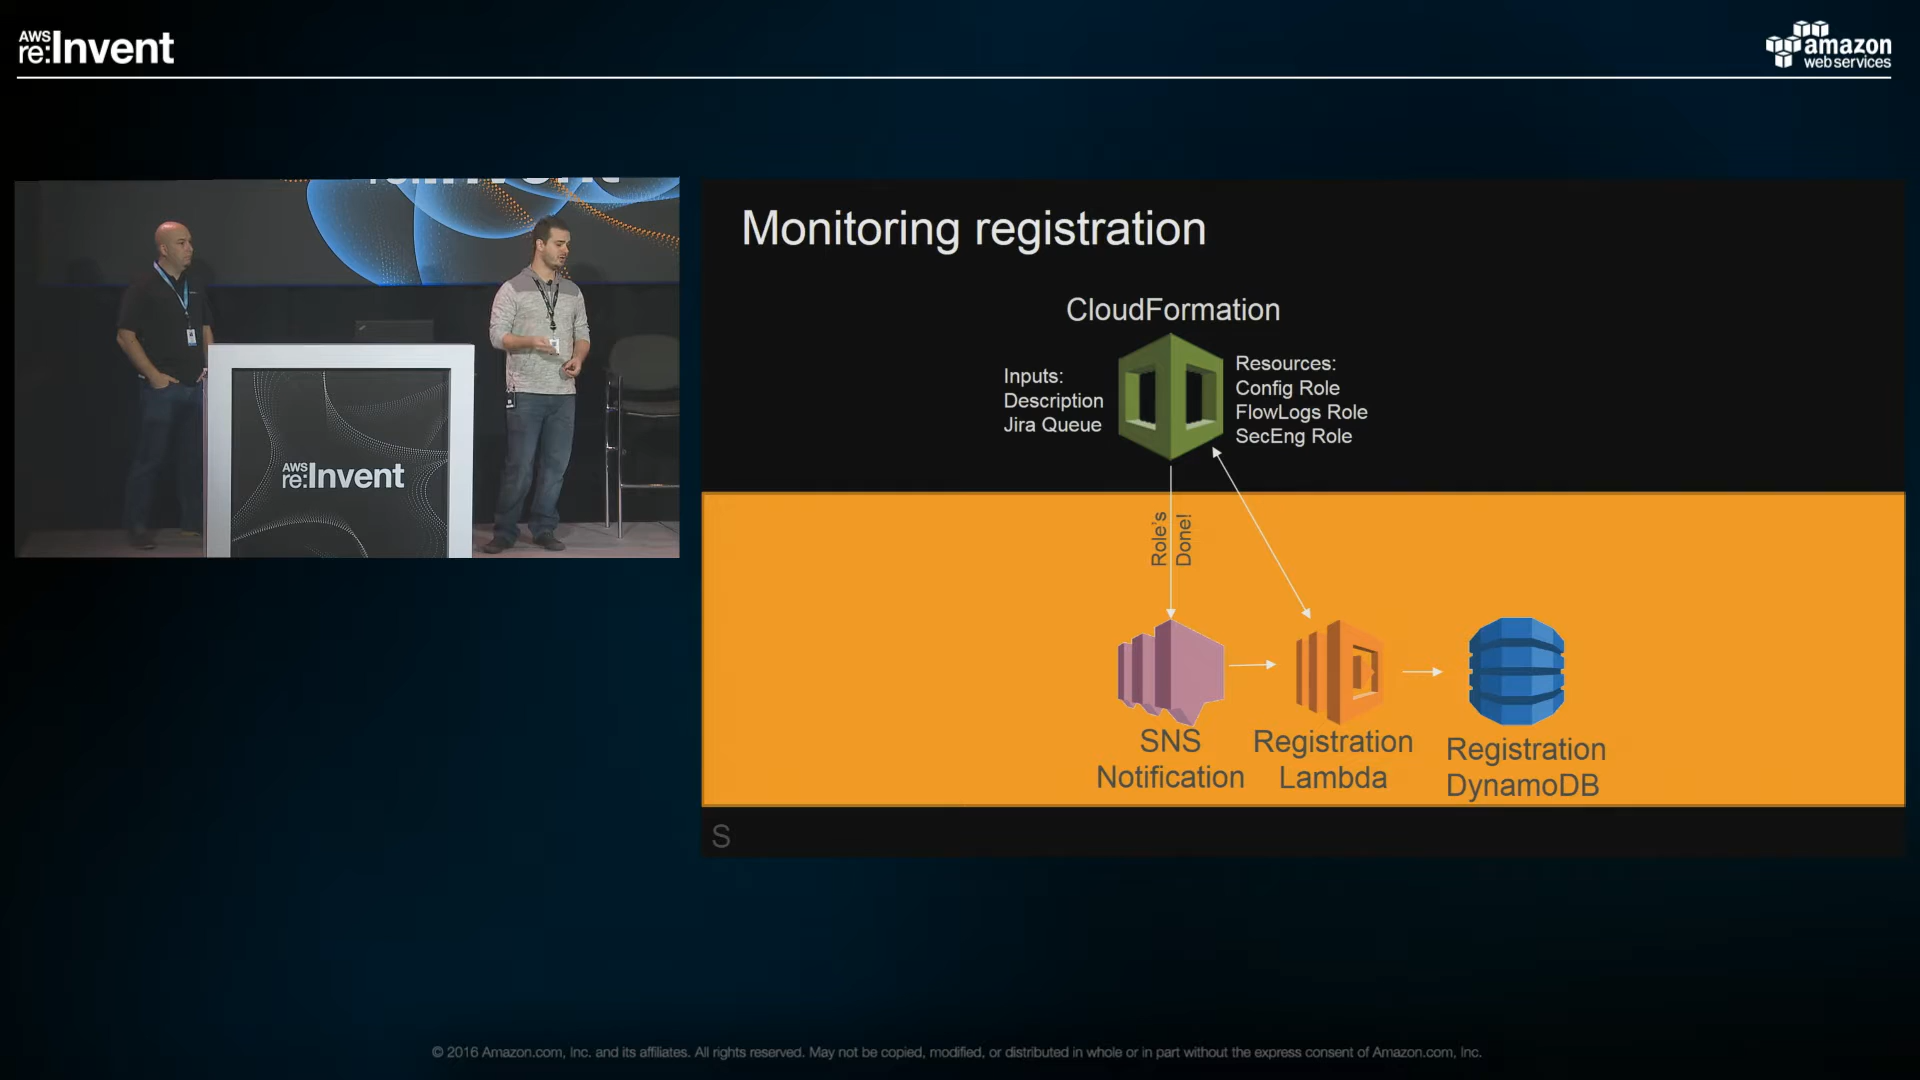 AWS
re:Invent
amazon
web services
AWS
re:Invent
Monitoring registration
CloudFormation
Inputs:
Description
Jira Queue
Resources:
Config Role
FlowLogs Role
SecEng Role
Role's
Done!
SNS
Notification
Registration
Lambda
Registration
DynamoDB
S
© 2016 Amazon.com, Inc. and its affiliates. All rights reserved. May not be copied, modified, or distributed in whole or in part without the express consent of Amazon.com, Inc.